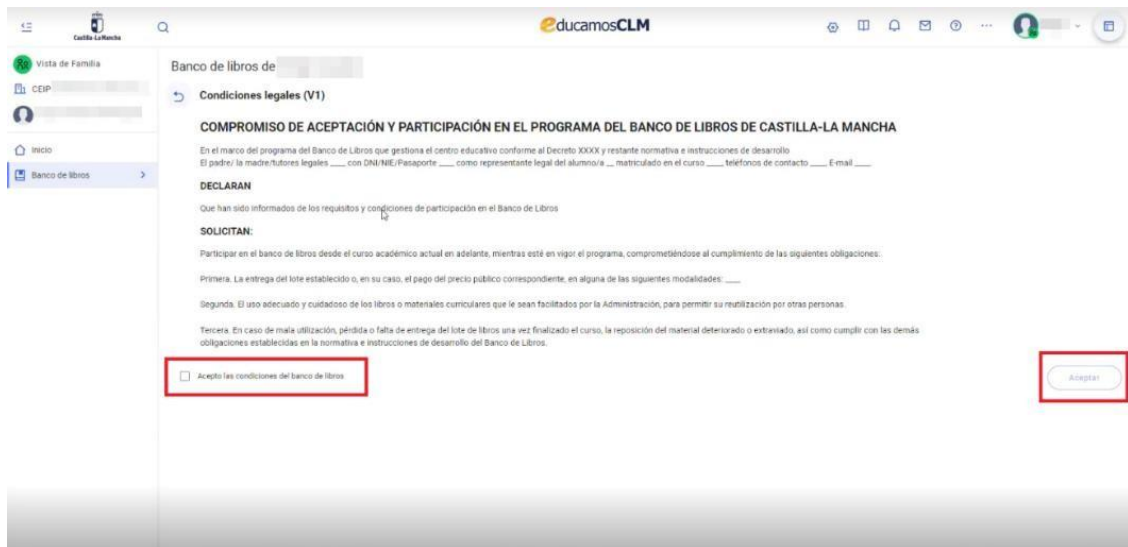 Castilla-La Mancha
educamosCLM
Vista de Familia
CEIP
Inicio
Banco de libros
Banco de libros de
Condiciones legales (V1)
COMPROMISO DE ACEPTACIÓN Y PARTICIPACIÓN EN EL PROGRAMA DEL BANCO DE LIBROS DE CASTILLA-LA MANCHA
En el marco del programa del Banco de Libros que gestiona el centro educativo conforme al Decreto XXXX y restante normativa e instrucciones de desarrollo
El padre/ la madre/tutores legales ____ con DNI/NIE/Pasaporte ____ como representante legal del alumno/a __ matriculado en el curso ____ teléfonos de contacto ____ E-mail ____
DECLARAN
Que han sido informados de los requisitos y condiciones de participación en el Banco de Libros
SOLICITAN:
Participar en el banco de libros desde el curso académico actual en adelante, mientras esté en vigor el programa, comprometiéndose al cumplimiento de las siguientes obligaciones:
Primera. La entrega del lote establecido o, en su caso, el pago del precio público correspondiente, en alguna de las siguientes modalidades: ____
Segunda. El uso adecuado y cuidadoso de los libros o materiales curriculares que le sean facilitados por la Administración, para permitir su reutilización por otras personas.
Tercera. En caso de mala utilización, pérdida o falta de entrega del lote de libros una vez finalizado el curso, la reposición del material deteriorado o extraviado, así como cumplir con las demás
obligaciones establecidas en la normativa e instrucciones de desarrollo del Banco de Libros.
Acepto las condiciones del banco de libros
Aceptar